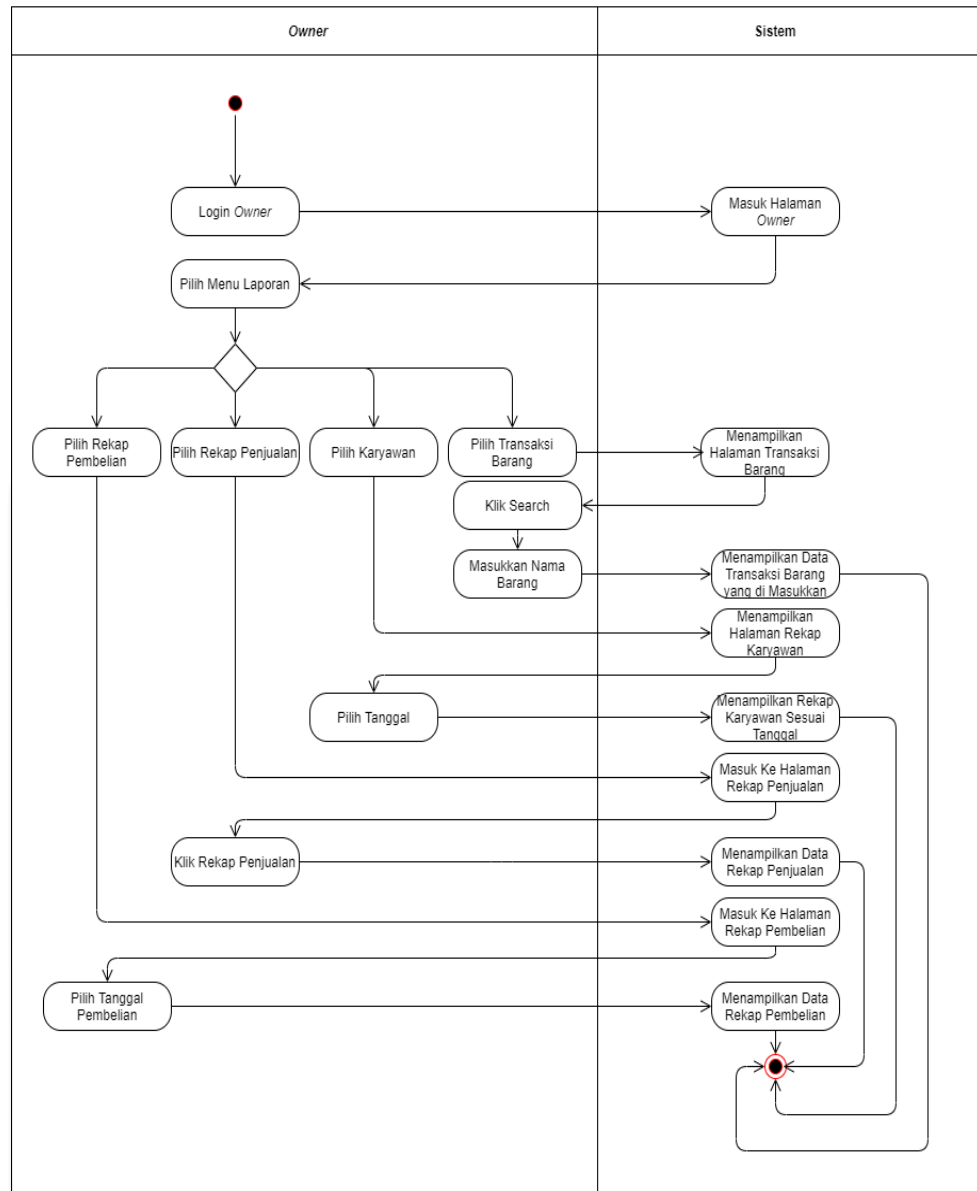 Owner
Sistem
Login Owner
Masuk Halaman
Owner
Pilih Menu Laporan
Pilih Rekap
Pembelian
Pilih Rekap Penjualan
Pilih Karyawan
Pilih Transaksi
Barang
Menampilkan
Halaman Transaksi
Barang
Klik Search
Masukkan Nama
Barang
Menampilkan Data
Transaksi Barang
yang di Masukkan
Menampilkan
Halaman Rekap
Karyawan
Pilih Tanggal
Menampilkan Rekap
Karyawan Sesuai
Tanggal
Masuk Ke Halaman
Rekap Penjualan
Klik Rekap Penjualan
Menampilkan Data
Rekap Penjualan
Masuk Ke Halaman
Rekap Pembelian
Pilih Tanggal
Pembelian
Menampilkan Data
Rekap Pembelian